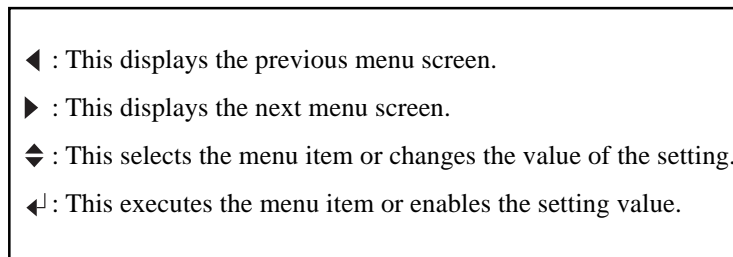 ◀ : This displays the previous menu screen.
▶ : This displays the next menu screen.
◆ : This selects the menu item or changes the value of the setting.
↵ : This executes the menu item or enables the setting value.